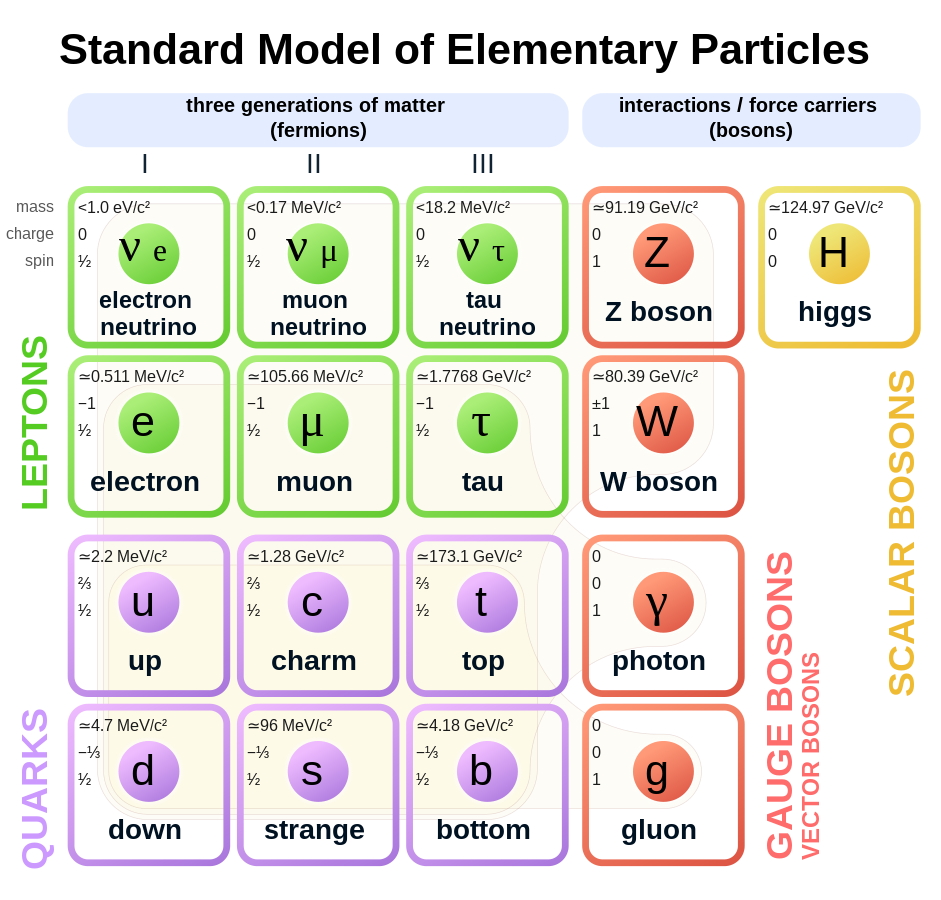 Standard Model of Elementary Particles
three generations of matter
(fermions)
interactions / force carriers
(bosons)
I
II
III
mass
charge
spin
<1.0 eV/c²
0
½
ν e
electron
neutrino
<0.17 MeV/c²
0
½
ν μ
muon
neutrino
<18.2 MeV/c²
0
½
ν τ
tau
neutrino
≃91.19 GeV/c²
0
1
Z
Z boson
≃124.97 GeV/c²
0
0
H
higgs
LEPTONS
≃0.511 MeV/c²
−1
½
e
electron
≃105.66 MeV/c²
−1
½
μ
muon
≃1.7768 GeV/c²
−1
½
τ
tau
≃80.39 GeV/c²
±1
1
W
W boson
SCALAR BOSONS
≃2.2 MeV/c²
⅔
½
u
up
≃1.28 GeV/c²
⅔
½
c
charm
≃173.1 GeV/c²
⅔
½
t
top
0
0
1
γ
photon
GAUGE BOSONS
VECTOR BOSONS
QUARKS
≃4.7 MeV/c²
−⅓
½
d
down
≃96 MeV/c²
−⅓
½
s
strange
≃4.18 GeV/c²
−⅓
½
b
bottom
0
0
1
g
gluon